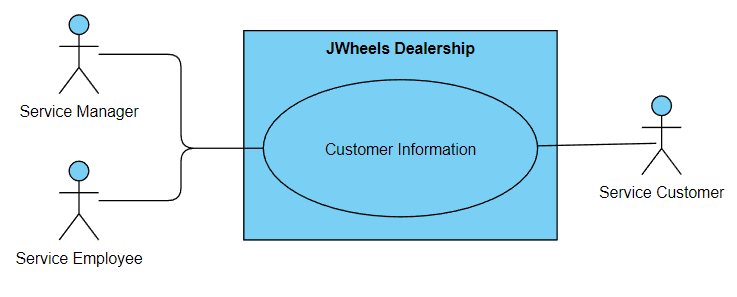 JWheels Dealership
Service Manager
Customer Information
Service Customer
Service Employee